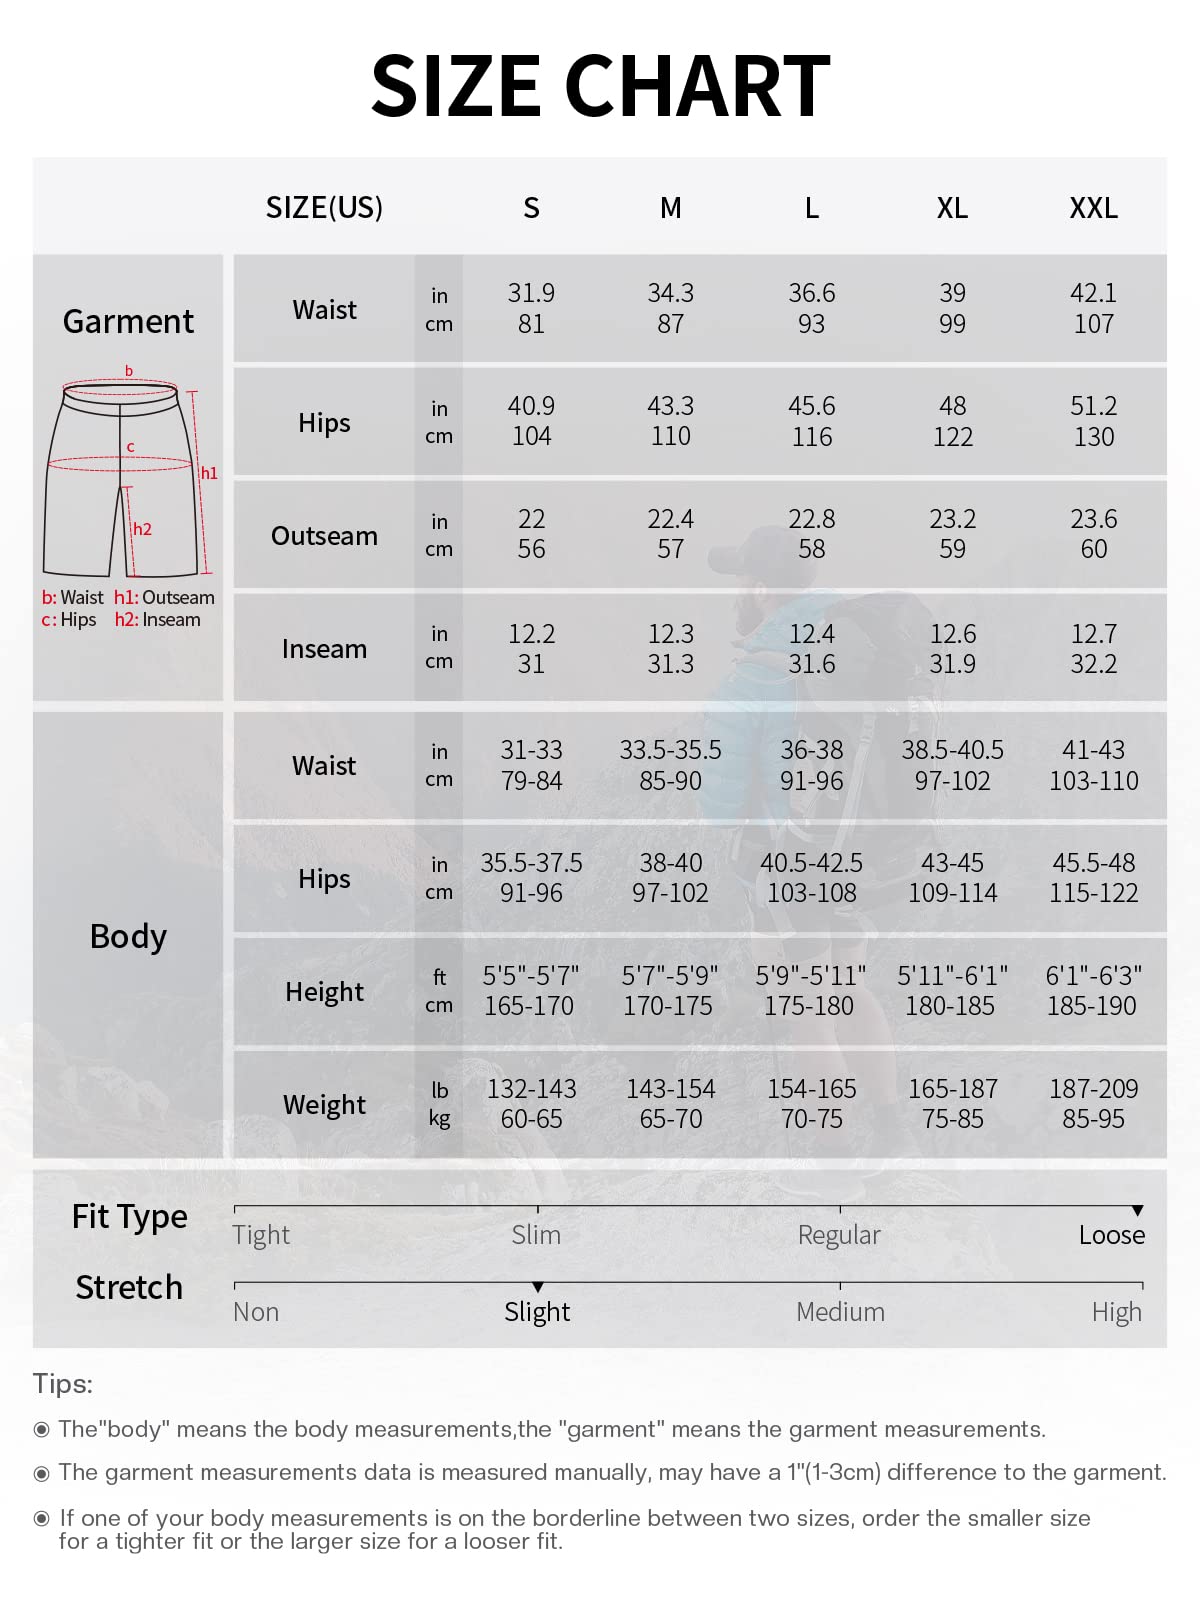 SIZE CHART
SIZE(US) S M L XL XXL
Garment
b
c
h1
h2
b: Waist h1: Outseam
c: Hips h2: Inseam
Waist in 31.9 34.3 36.6 39 42.1
cm 81 87 93 99 107
Hips in 40.9 43.3 45.6 48 51.2
cm 104 110 116 122 130
Outseam in 22 22.4 22.8 23.2 23.6
cm 56 57 58 59 60
Inseam in 12.2 12.3 12.4 12.6 12.7
cm 31 31.3 31.6 31.9 32.2
Body
Waist in 31-33 33.5-35.5 36-38 38.5-40.5 41-43
cm 79-84 85-90 91-96 97-102 103-110
Hips in 35.5-37.5 38-40 40.5-42.5 43-45 45.5-48
cm 91-96 97-102 103-108 109-114 115-122
Height ft 5'5"-5'7" 5'7"-5'9" 5'9"-5'11" 5'11"-6'1" 6'1"-6'3"
cm 165-170 170-175 175-180 180-185 185-190
Weight lb 132-143 143-154 154-165 165-187 187-209
kg 60-65 65-70 70-75 75-85 85-95
Fit Type
Tight Slim Regular Loose
Stretch
Non Slight Medium High
Tips:
◉ The"body" means the body measurements,the "garment" means the garment measurements.
◉ The garment measurements data is measured manually, may have a 1"(1-3cm) difference to the garment.
◉ If one of your body measurements is on the borderline between two sizes, order the smaller size
for a tighter fit or the larger size for a looser fit.